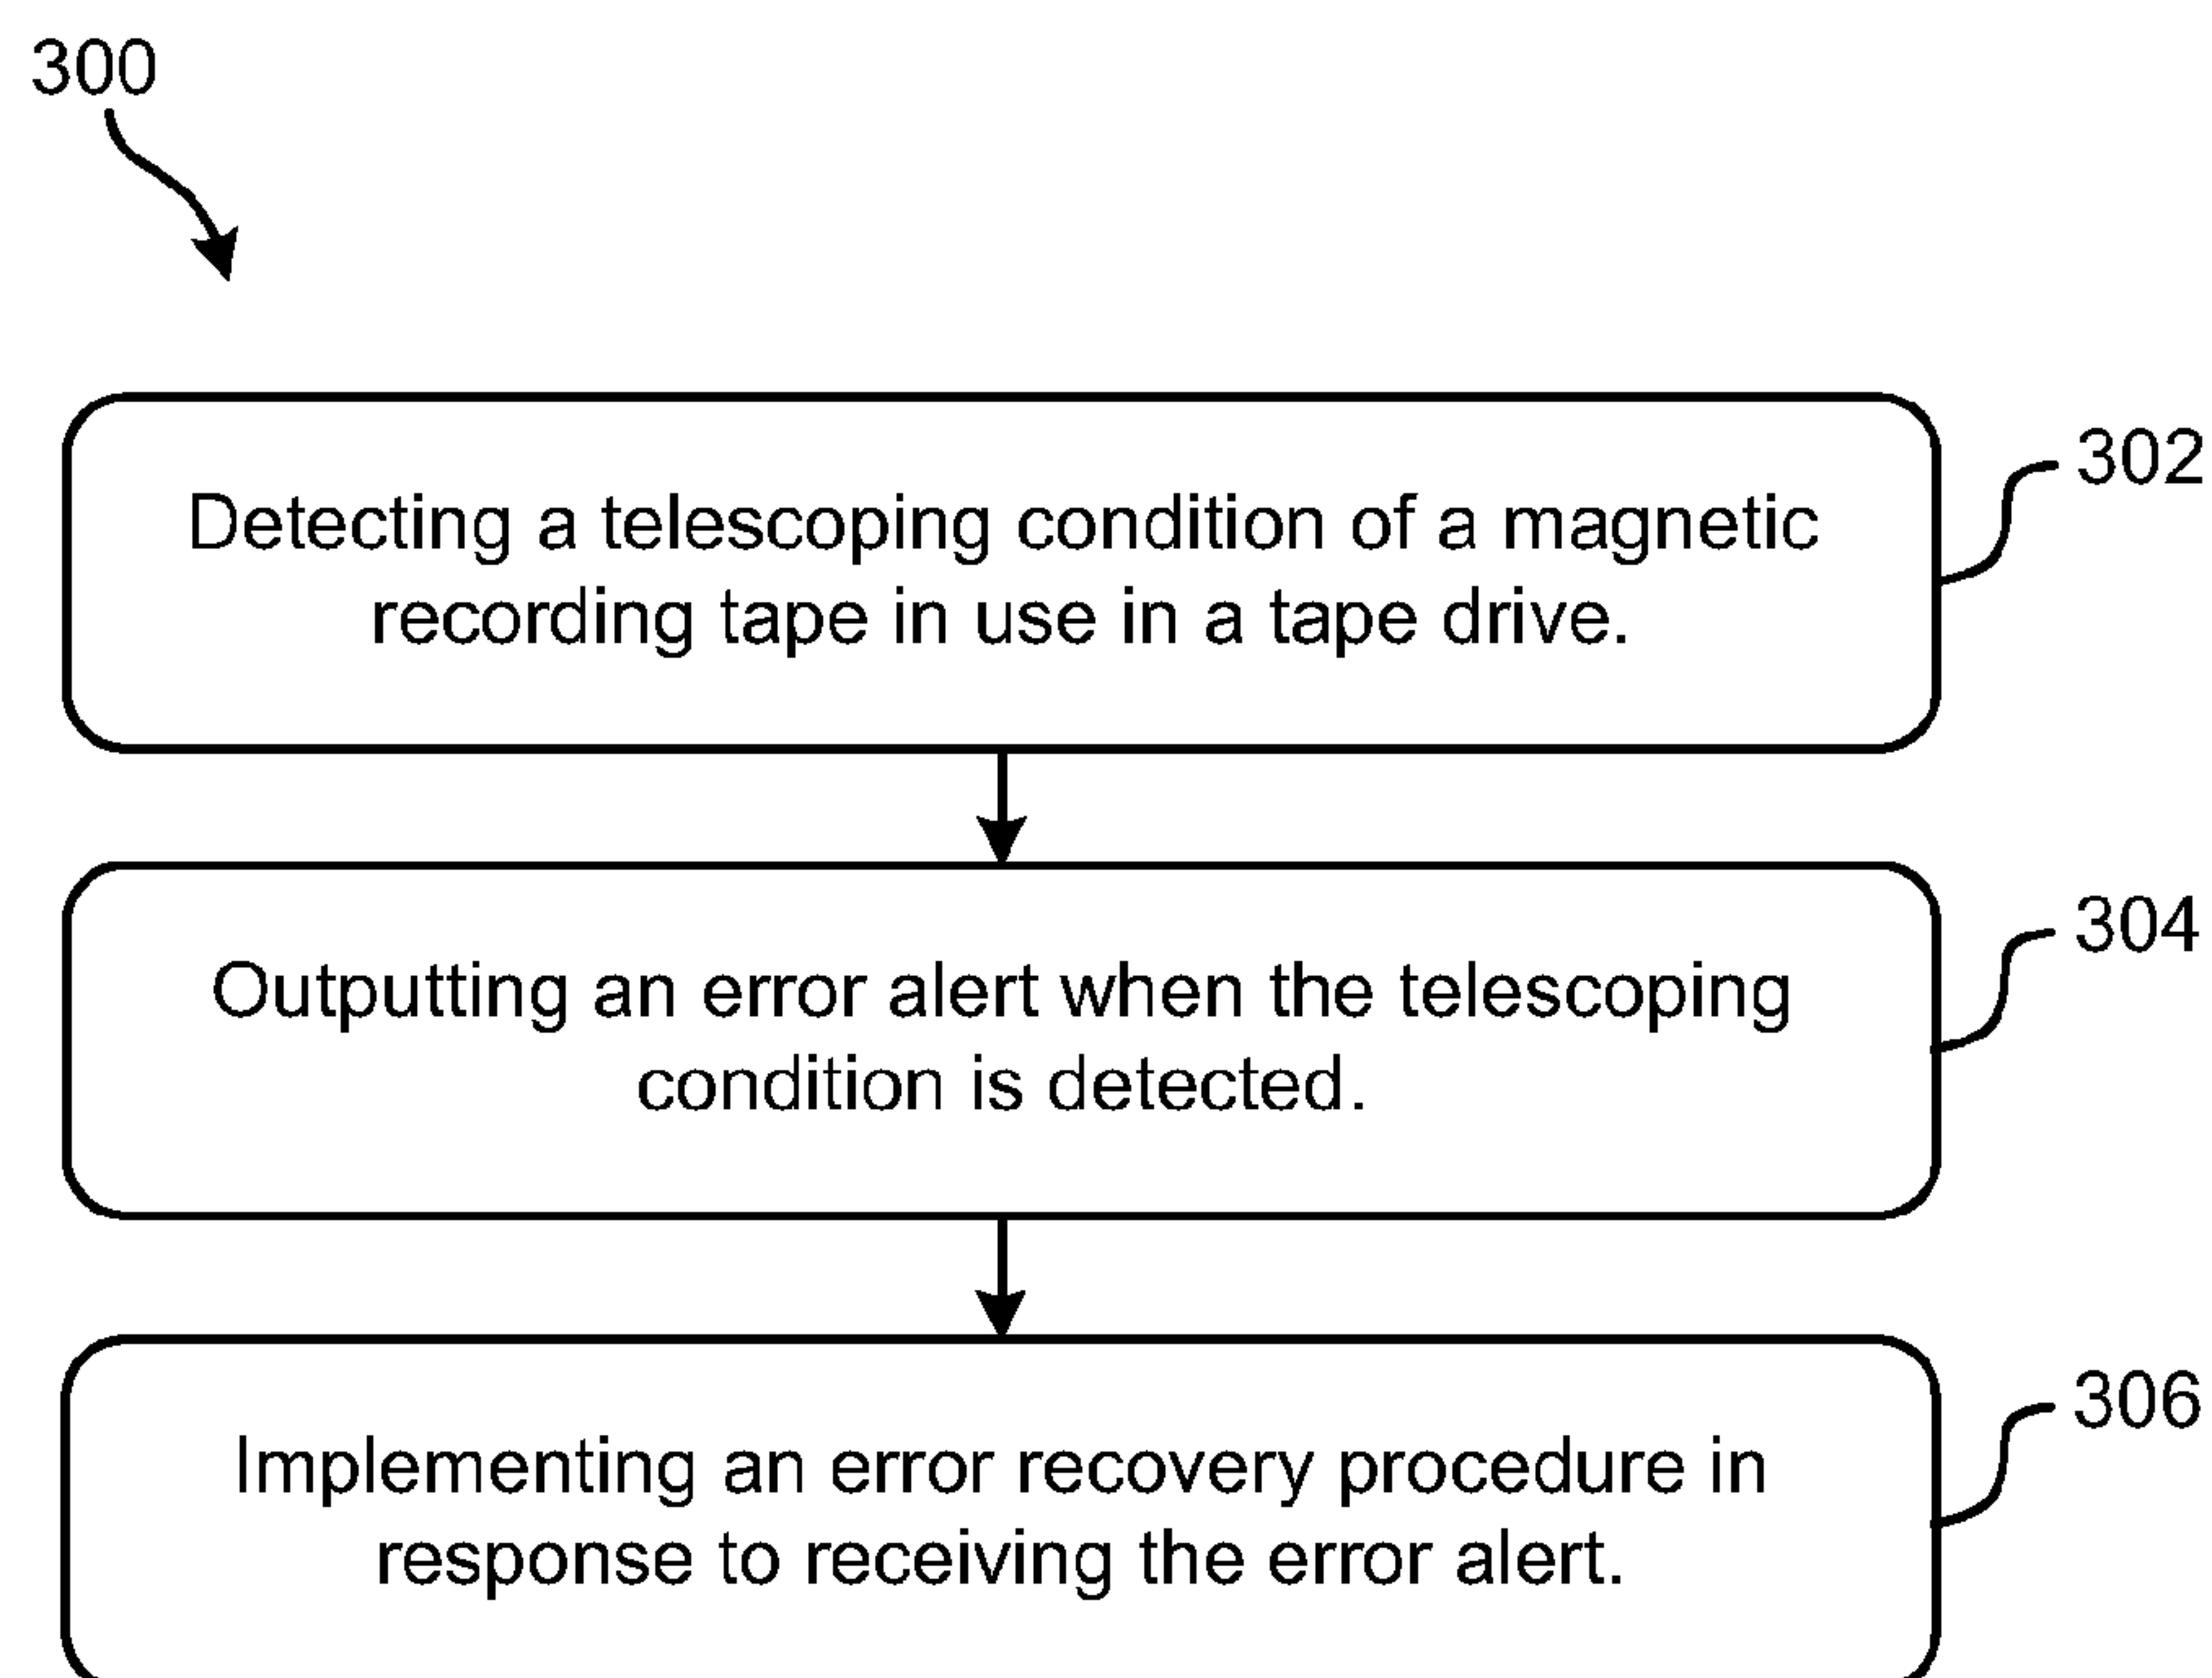 300
302
Detecting a telescoping condition of a magnetic
recording tape in use in a tape drive.
304
Outputting an error alert when the telescoping
condition is detected.
306
Implementing an error recovery procedure in
response to receiving the error alert.